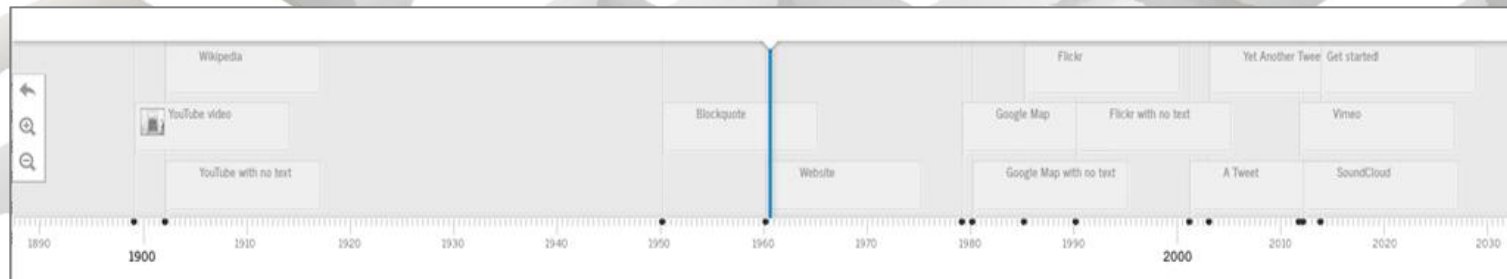 Wikipedia
Flickr
Yet Another Twee
Get started!
YouTube video
Blockquote
Google Map
Flickr with no text
Vimeo
YouTube with no text
Website
Google Map with no text
A Tweet
SoundCloud
1890
1900
1910
1920
1930
1940
1950
1960
1970
1980
1990
2000
2010
2020
2030